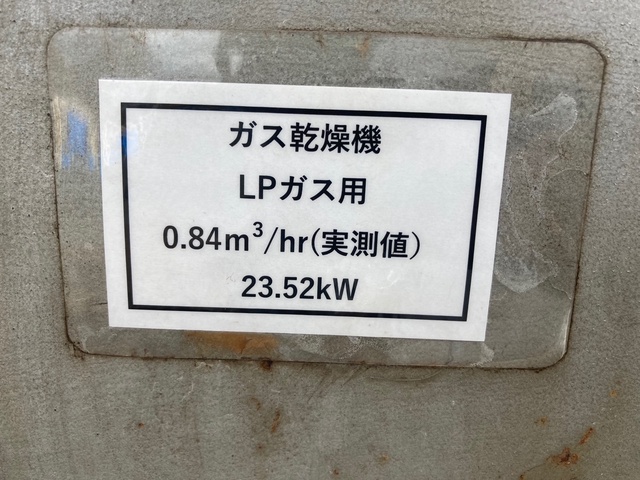 ガス乾燥機
LPガス用
0.84m³/hr(実測値)
23.52kW